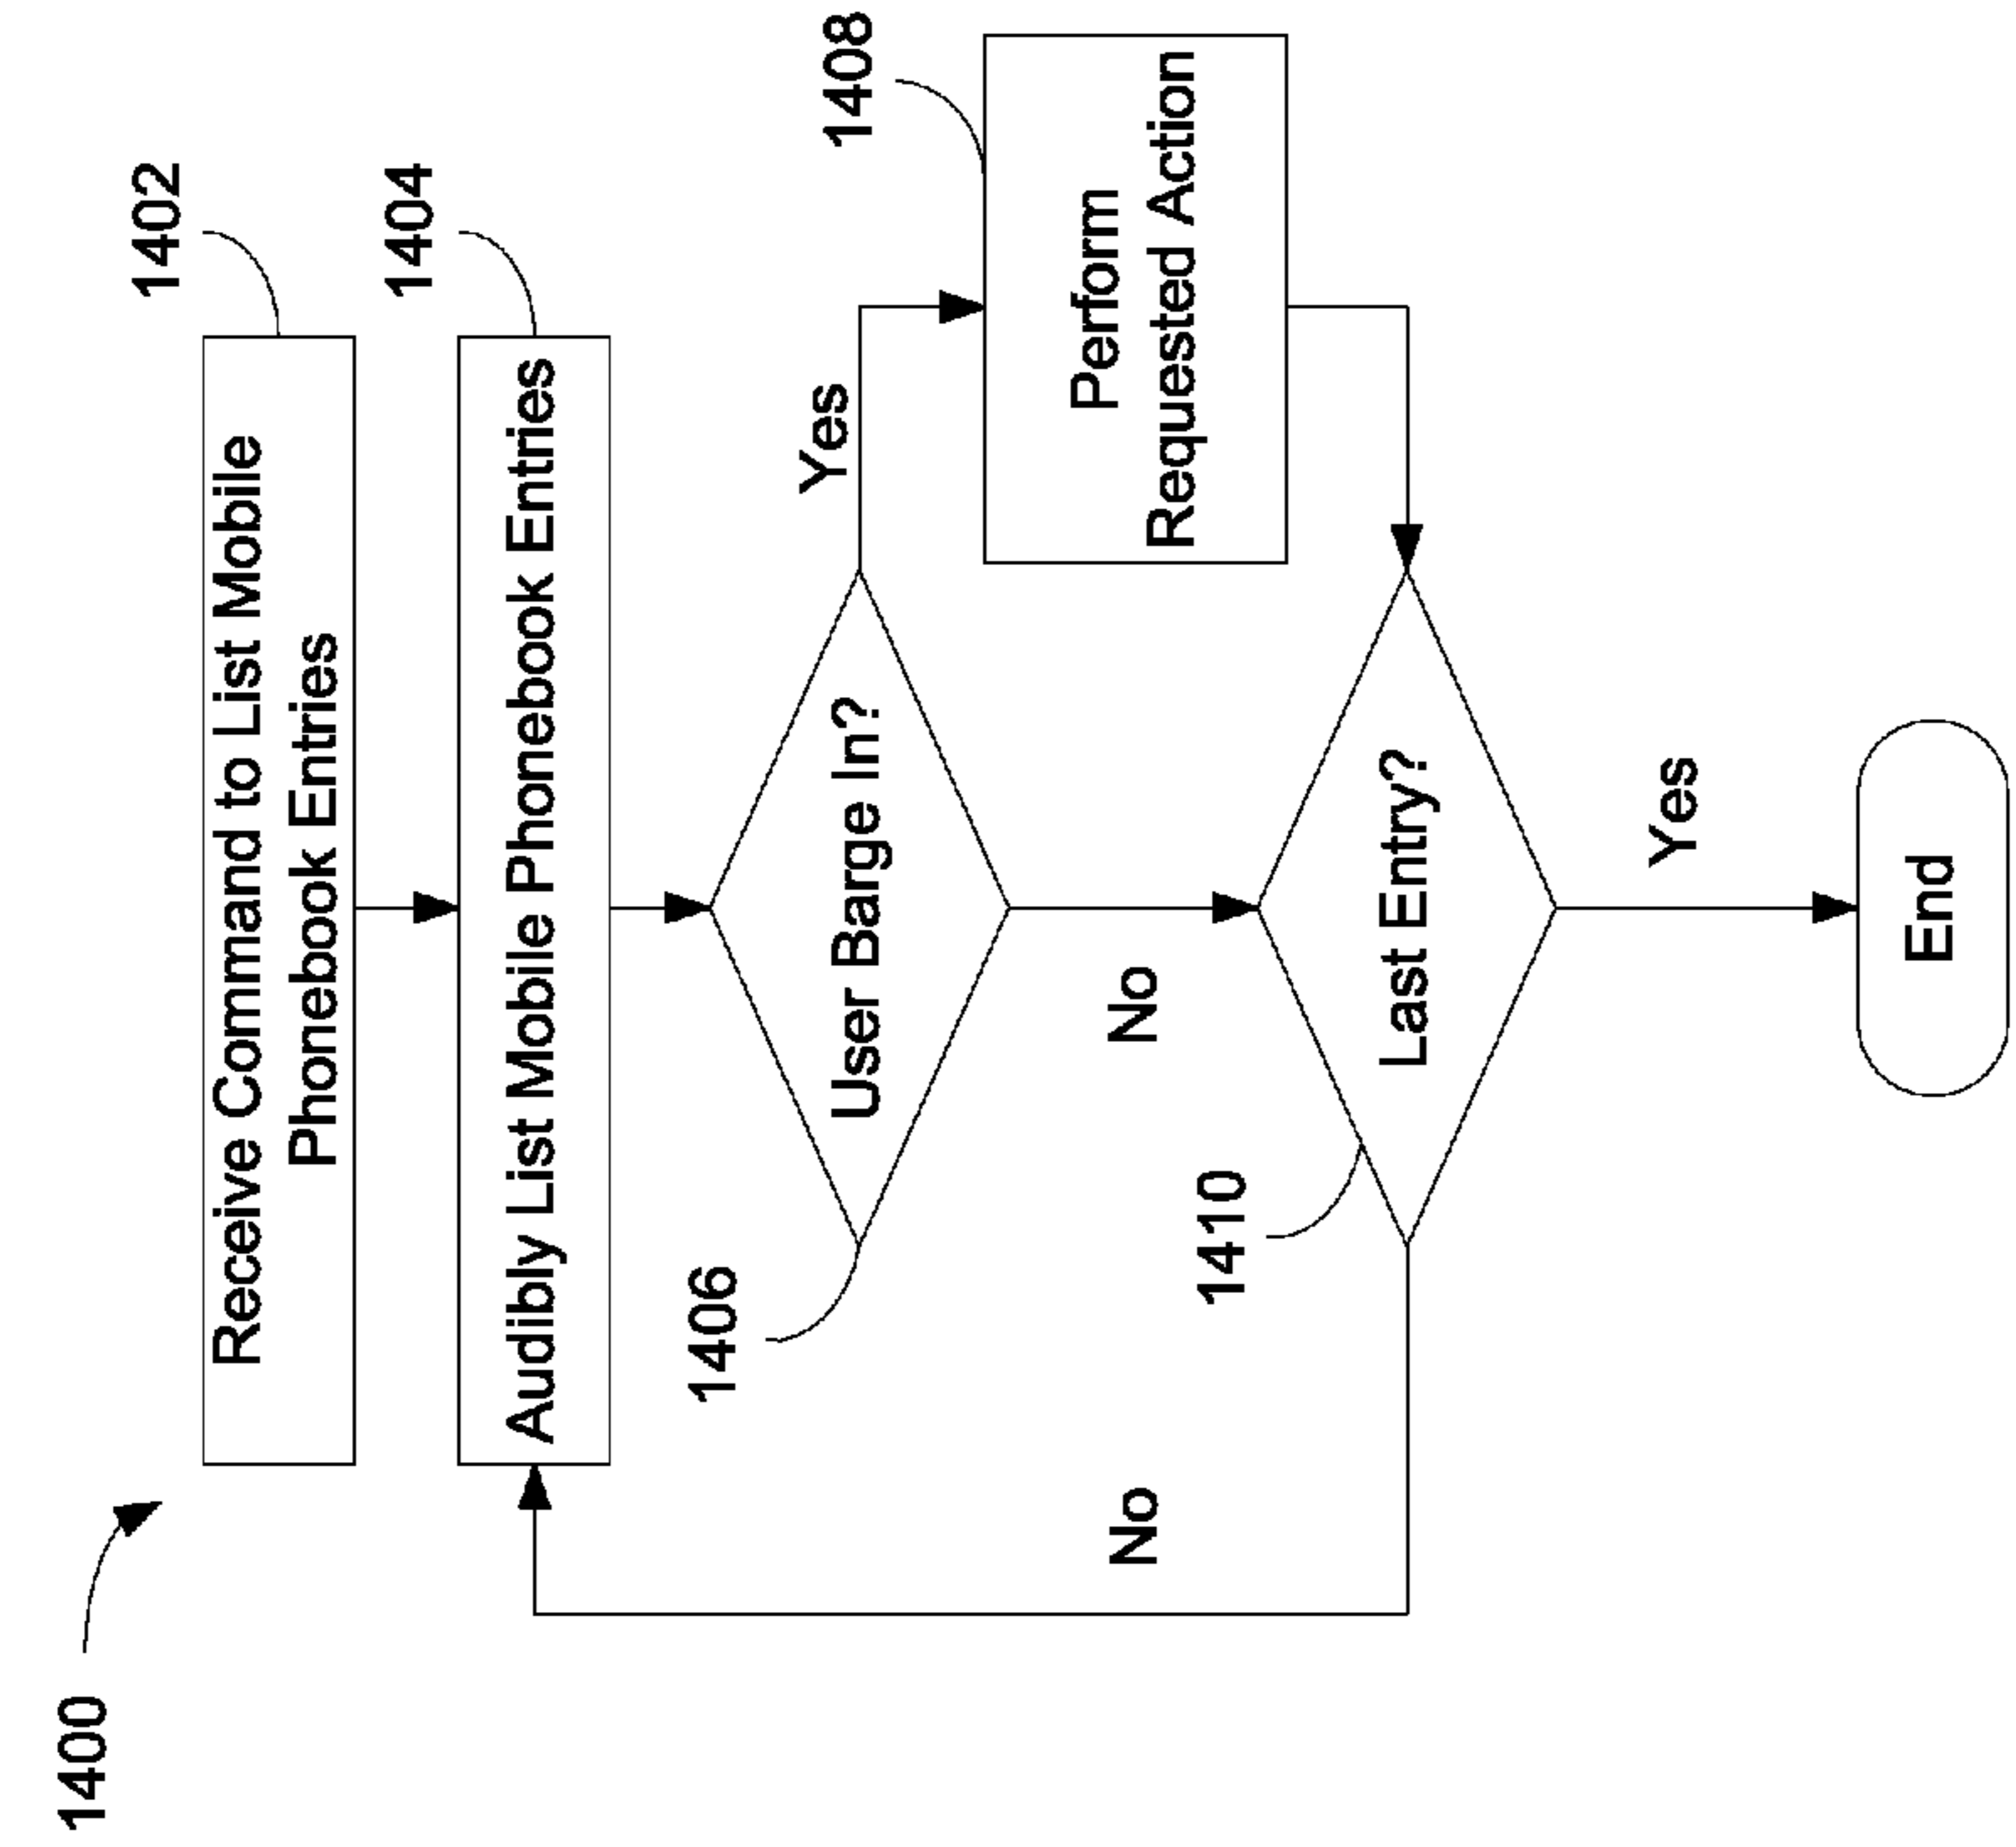 1400
1402
Receive Command to List Mobile
Phonebook Entries
1404
Audibly List Mobile Phonebook Entries
1406
User Barge In?
Yes
1408
Perform
Requested Action
No
No
1410
Last Entry?
Yes
End